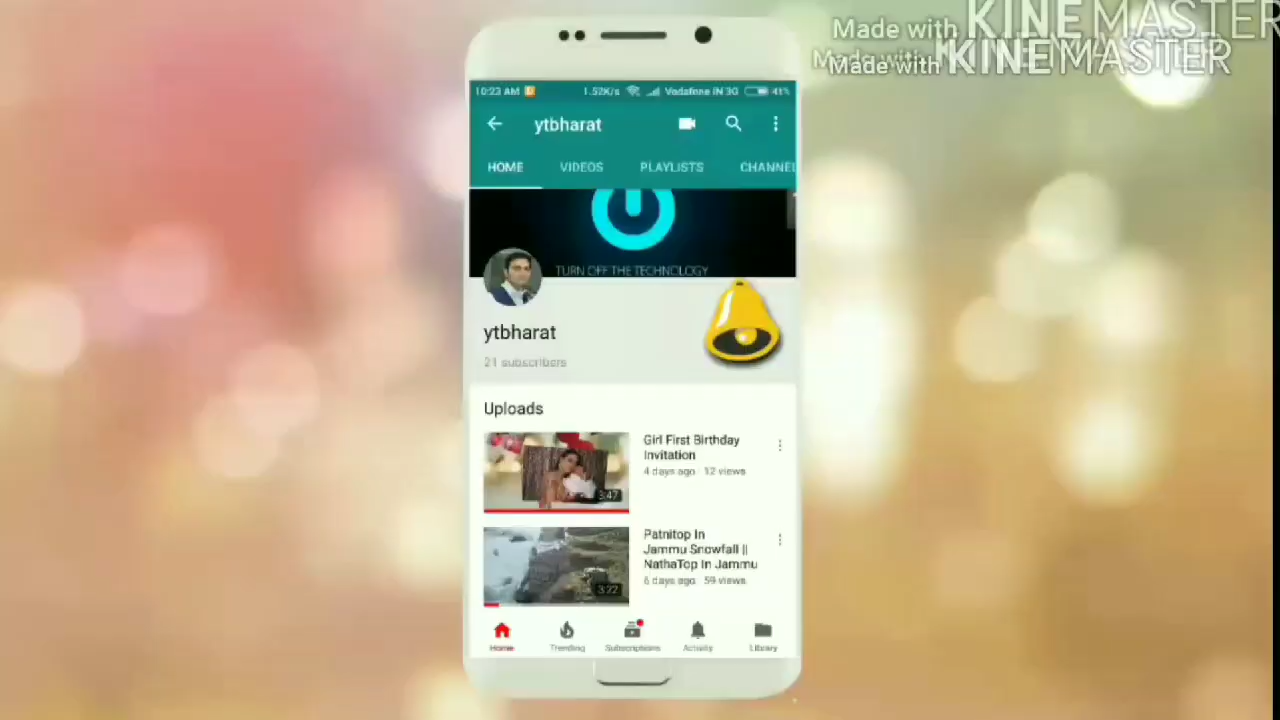 Made with KINEMASTER
Made with KINEMASTER
10:23 AM 1.52K/s Vodafone IN 3G 41%
ytbharat
HOME VIDEOS PLAYLISTS CHANNEL
TURN OFF THE TECHNOLOGY
ytbharat
21 subscribers
Uploads
Girl First Birthday
Invitation
4 days ago · 12 views
3:47
Patnitop In
Jammu Snowfall ||
NathaTop In Jammu
6 days ago · 59 views
3:22
Home Trending Subscriptions Activity Library